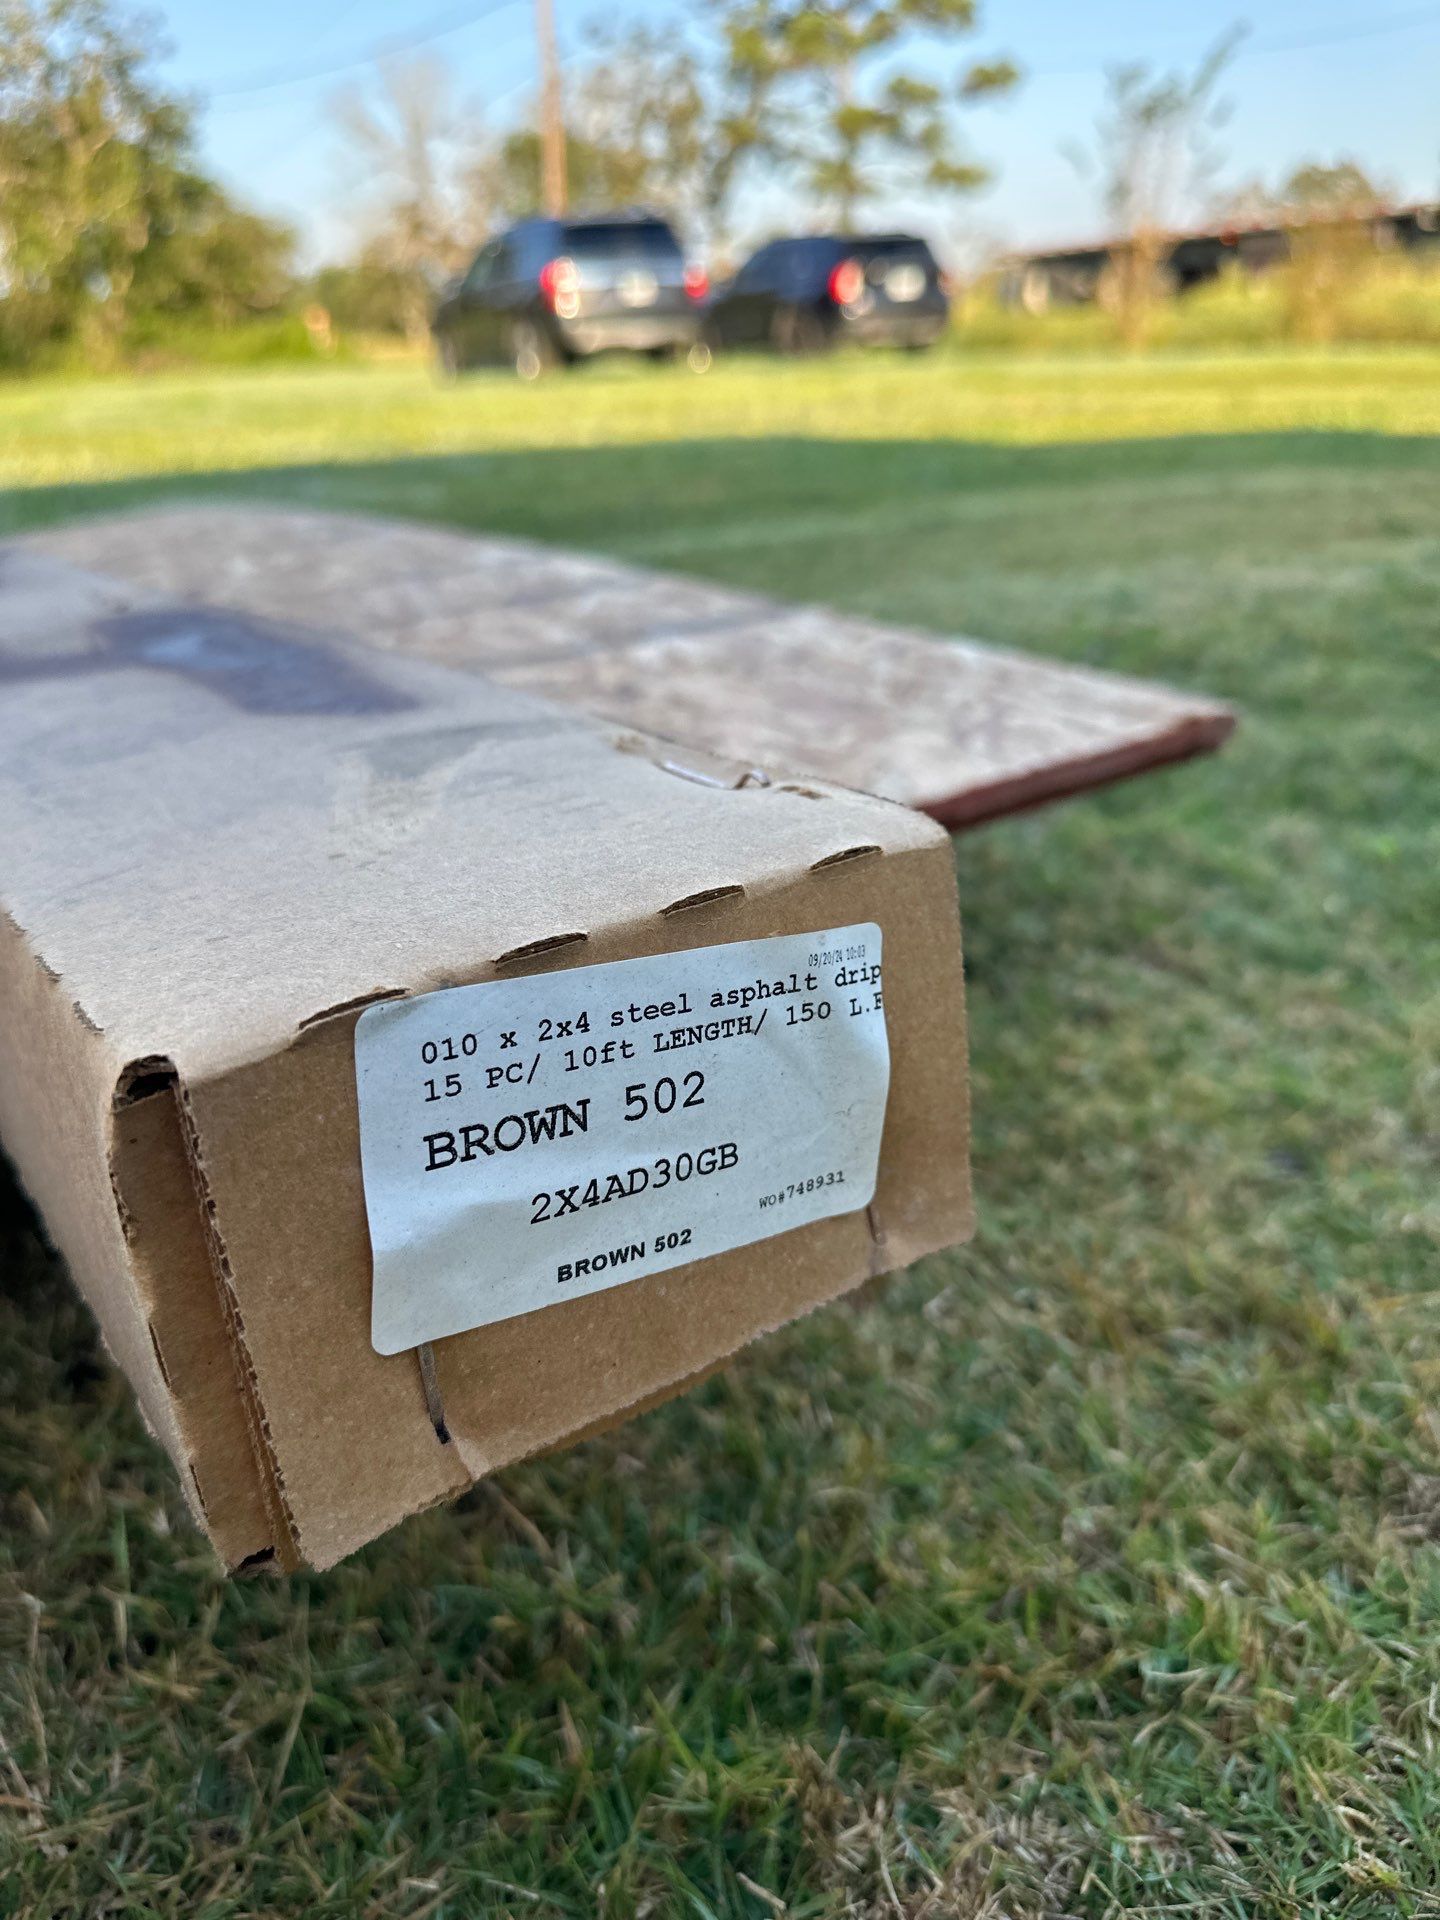 09/20/24 10:03
010 x 2x4 steel asphalt drip
15 PC/ 10ft LENGTH/ 150 L.F
BROWN 502
2X4AD30GB
WO#748931
BROWN 502